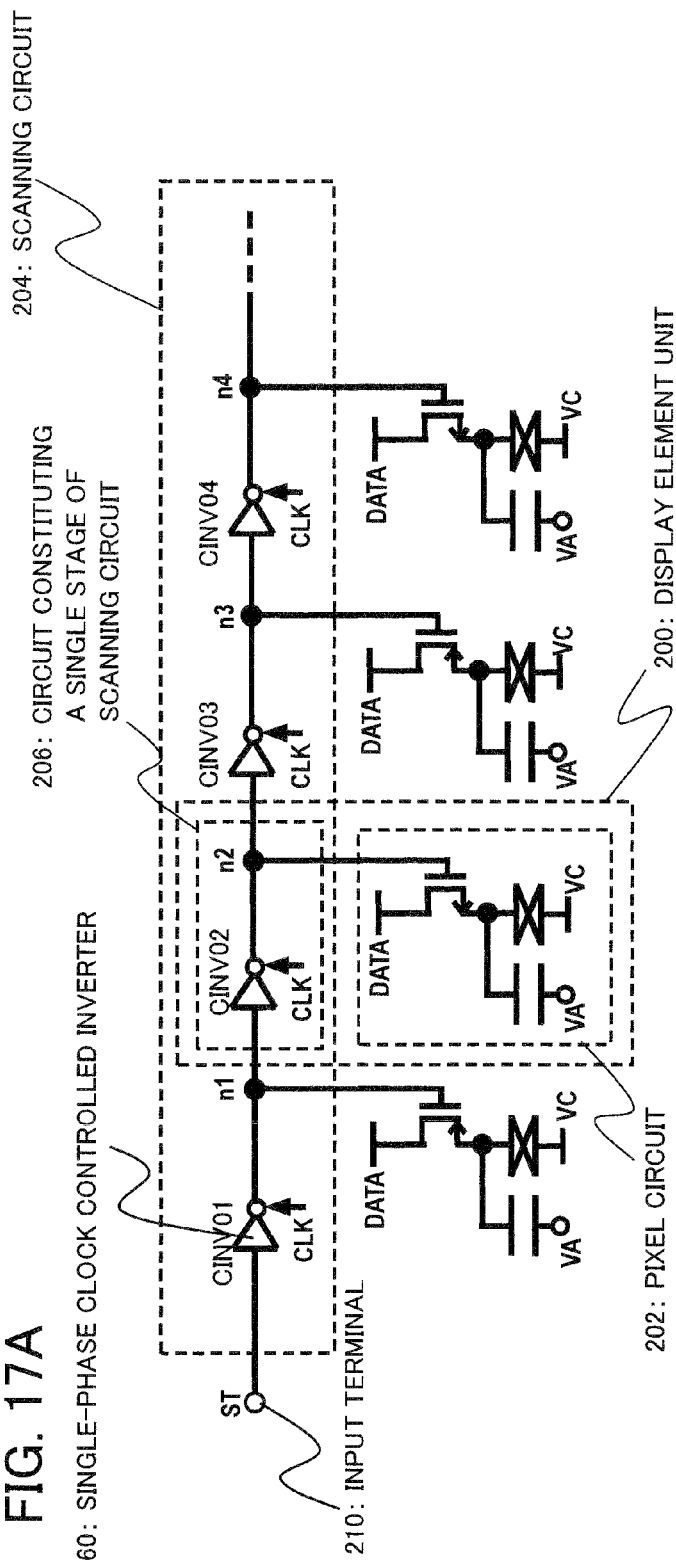 FIG. 17A
60: SINGLE-PHASE CLOCK CONTROLLED INVERTER
206: CIRCUIT CONSTITUTING
A SINGLE STAGE OF
SCANNING CIRCUIT
204: SCANNING CIRCUIT
ST
CINV01
n1
CINV02
n2
CINV03
n3
CINV04
n4
CLK
CLK
CLK
CLK
210: INPUT TERMINAL
DATA
DATA
DATA
DATA
VA
VC
VA
VC
VA
VC
VA
VC
202: PIXEL CIRCUIT
200: DISPLAY ELEMENT UNIT